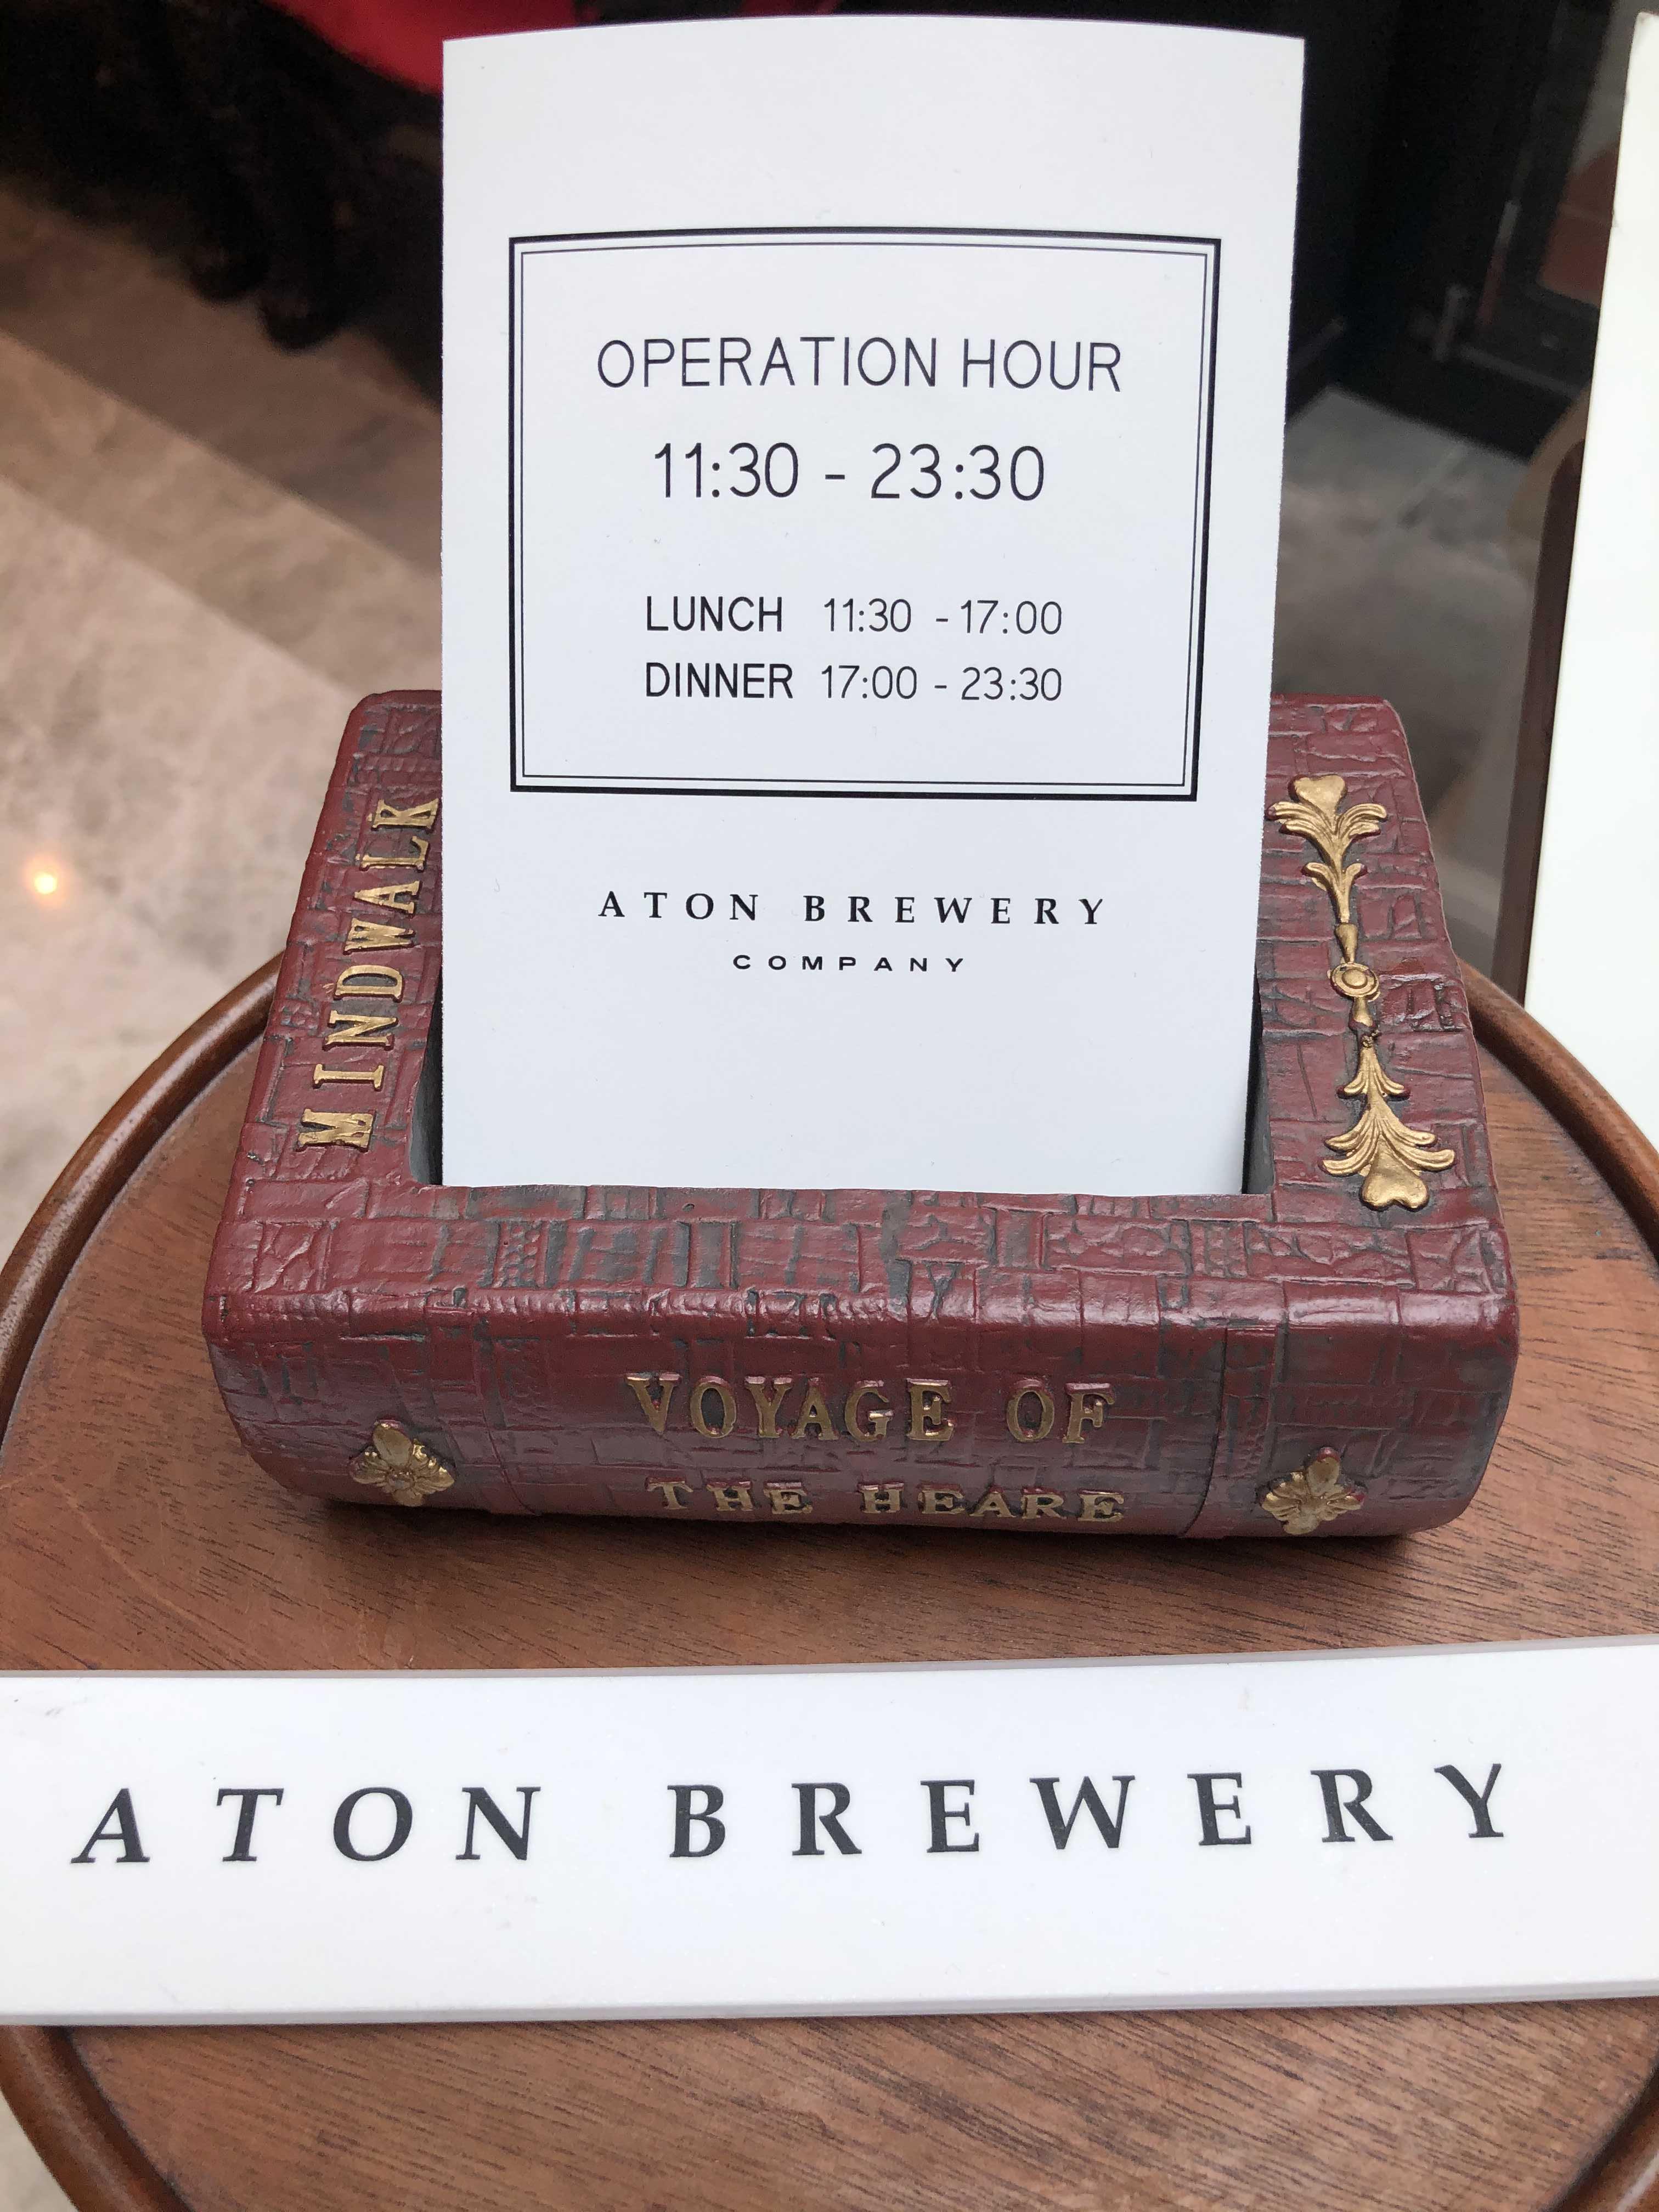 OPERATION HOUR
11:30 - 23:30
LUNCH 11:30 - 17:00
DINNER 17:00 - 23:30
ATON BREWERY
COMPANY
MINDWALK
VOYAGE OF
THE HEARE
ATON BREWERY